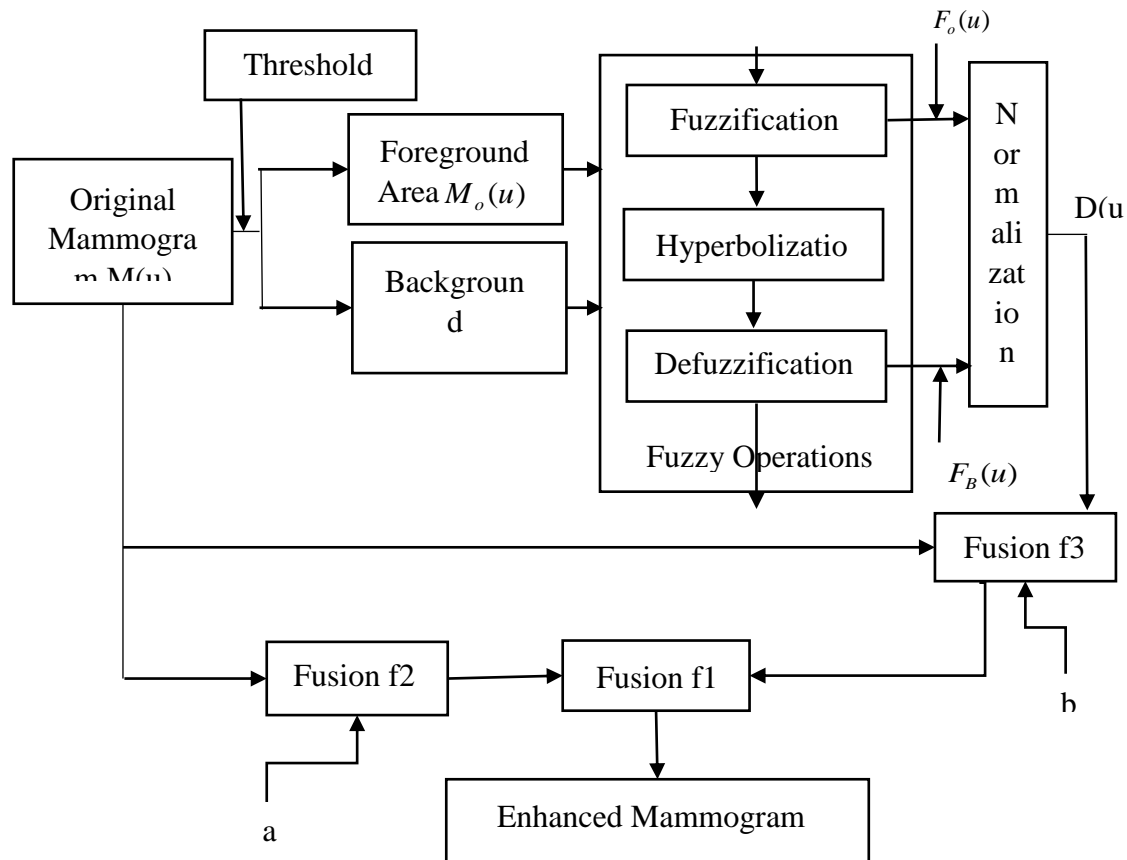 F_o(u)
Threshold
N
or
m
ali
zat
io
n
Fuzzification
Foreground
Area M_o(u)
Original
Mammogra
m M(u)
D(u
Hyperbolizatio
Backgroun
d
Defuzzification
Fuzzy Operations
F_B(u)
Fusion f3
Fusion f2
Fusion f1
b
a
Enhanced Mammogram